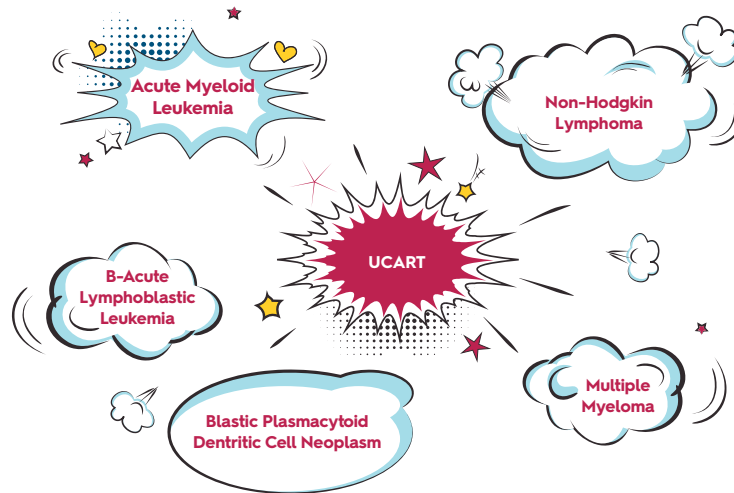 Acute Myeloid
Leukemia
Non-Hodgkin
Lymphoma
UCART
B-Acute
Lymphoblastic
Leukemia
Multiple
Myeloma
Blastic Plasmacytoid
Dentritic Cell Neoplasm